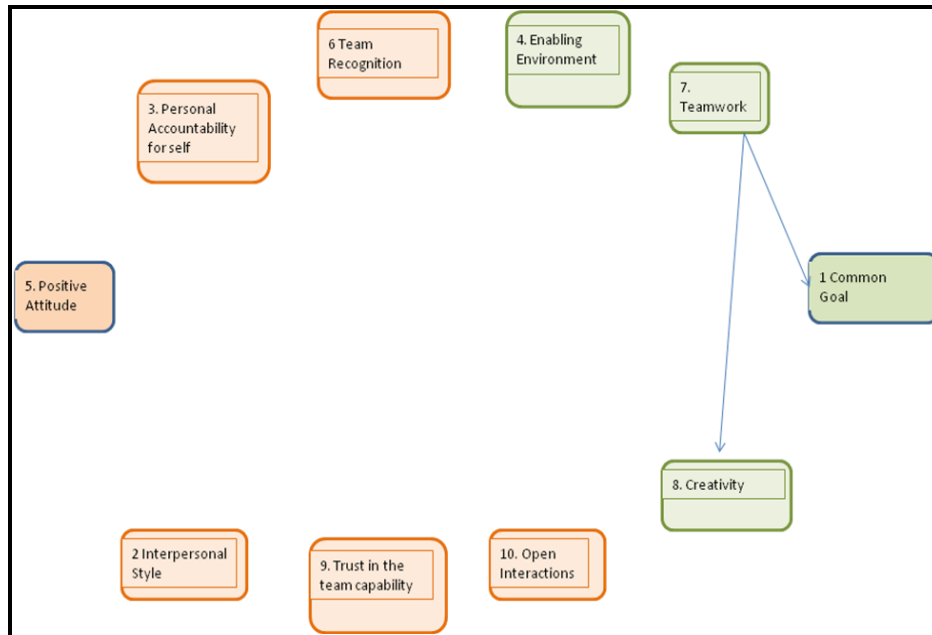 6 Team
Recognition
4. Enabling
Environment
7.
Teamwork
3. Personal
Accountability
for self
5. Positive
Attitude
1 Common
Goal
8. Creativity
2 Interpersonal
Style
9. Trust in the
team capability
10. Open
Interactions